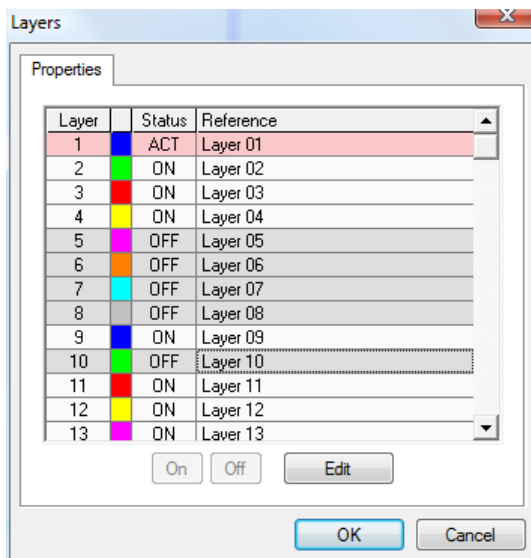 Layers
Properties
Layer Status Reference
1 ACT Layer 01
2 ON Layer 02
3 ON Layer 03
4 ON Layer 04
5 OFF Layer 05
6 OFF Layer 06
7 OFF Layer 07
8 OFF Layer 08
9 ON Layer 09
10 OFF Layer 10
11 ON Layer 11
12 ON Layer 12
13 ON Layer 13
On Off Edit
OK Cancel